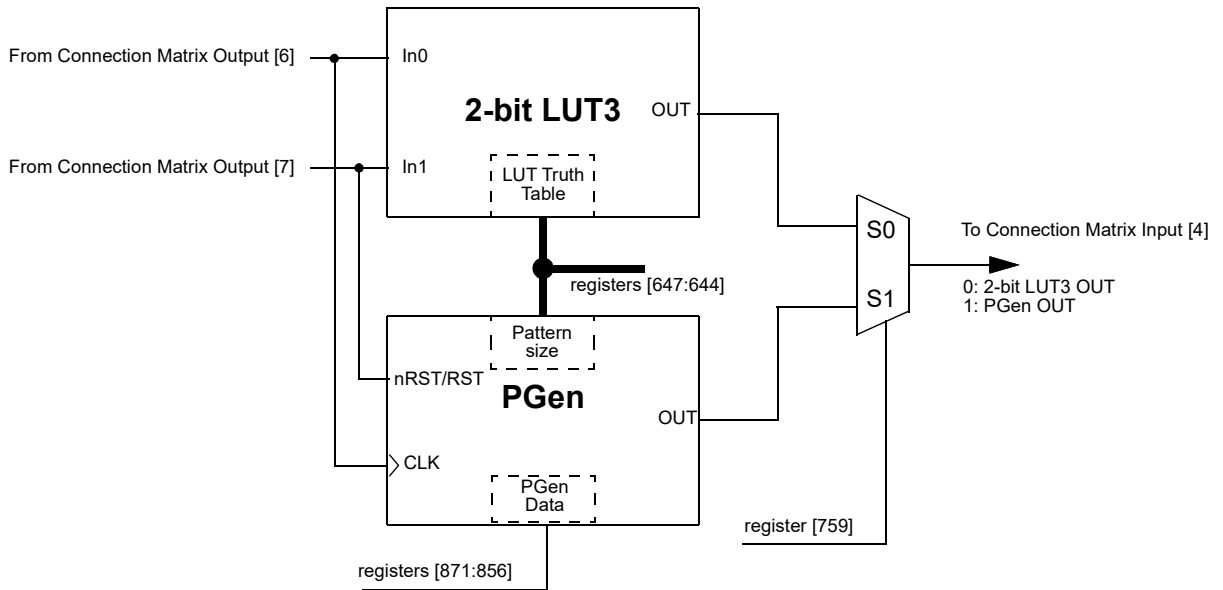 From Connection Matrix Output [6]
In0
2-bit LUT3
OUT
From Connection Matrix Output [7]
In1
LUT Truth
Table
S0
To Connection Matrix Input [4]
registers [647:644]
0: 2-bit LUT3 OUT
1: PGen OUT
S1
Pattern
size
nRST/RST
PGen
OUT
CLK
PGen
Data
register [759]
registers [871:856]